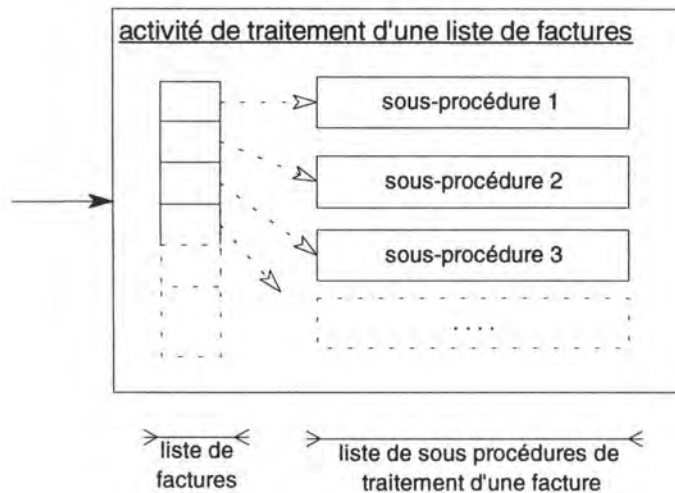 activité de traitement d'une liste de factures
sous-procédure 1
sous-procédure 2
sous-procédure 3
....
liste de
factures
liste de sous procédures de
traitement d'une facture